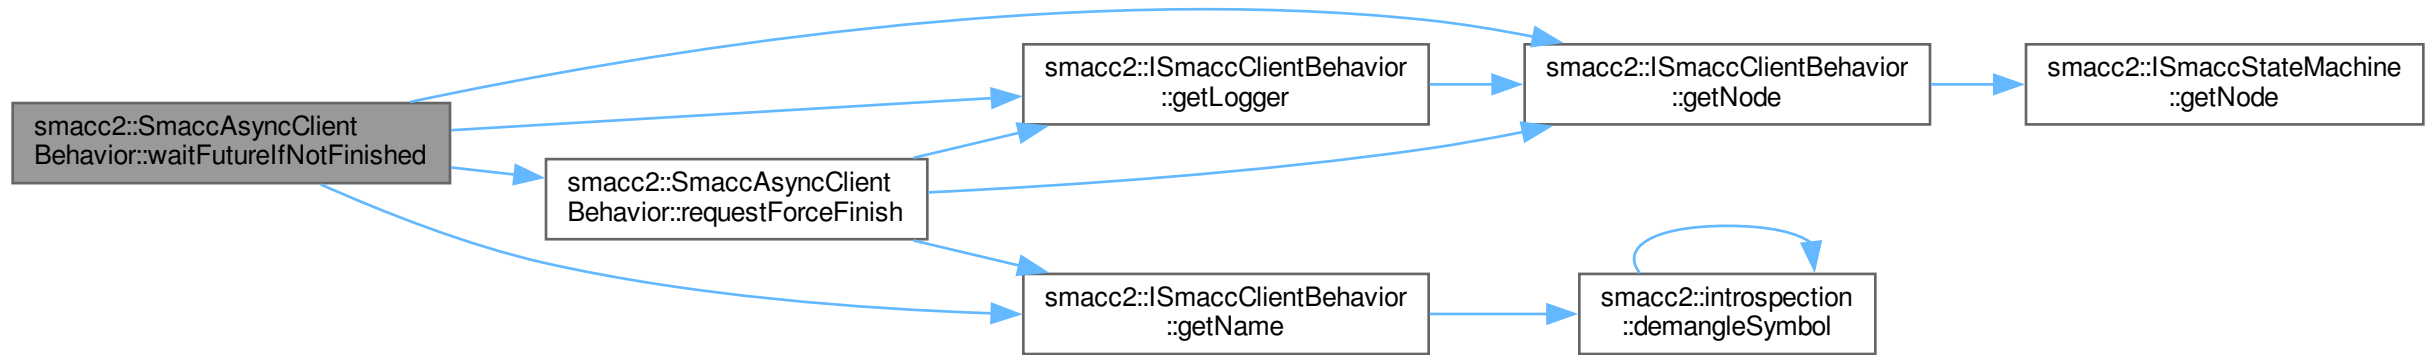 smacc2::SmaccAsyncClient
Behavior::waitFutureIfNotFinished
smacc2::SmaccAsyncClient
Behavior::requestForceFinish
smacc2::ISmaccClientBehavior
::getLogger
smacc2::ISmaccClientBehavior
::getName
smacc2::ISmaccClientBehavior
::getNode
smacc2::introspection
::demangleSymbol
smacc2::ISmaccStateMachine
::getNode